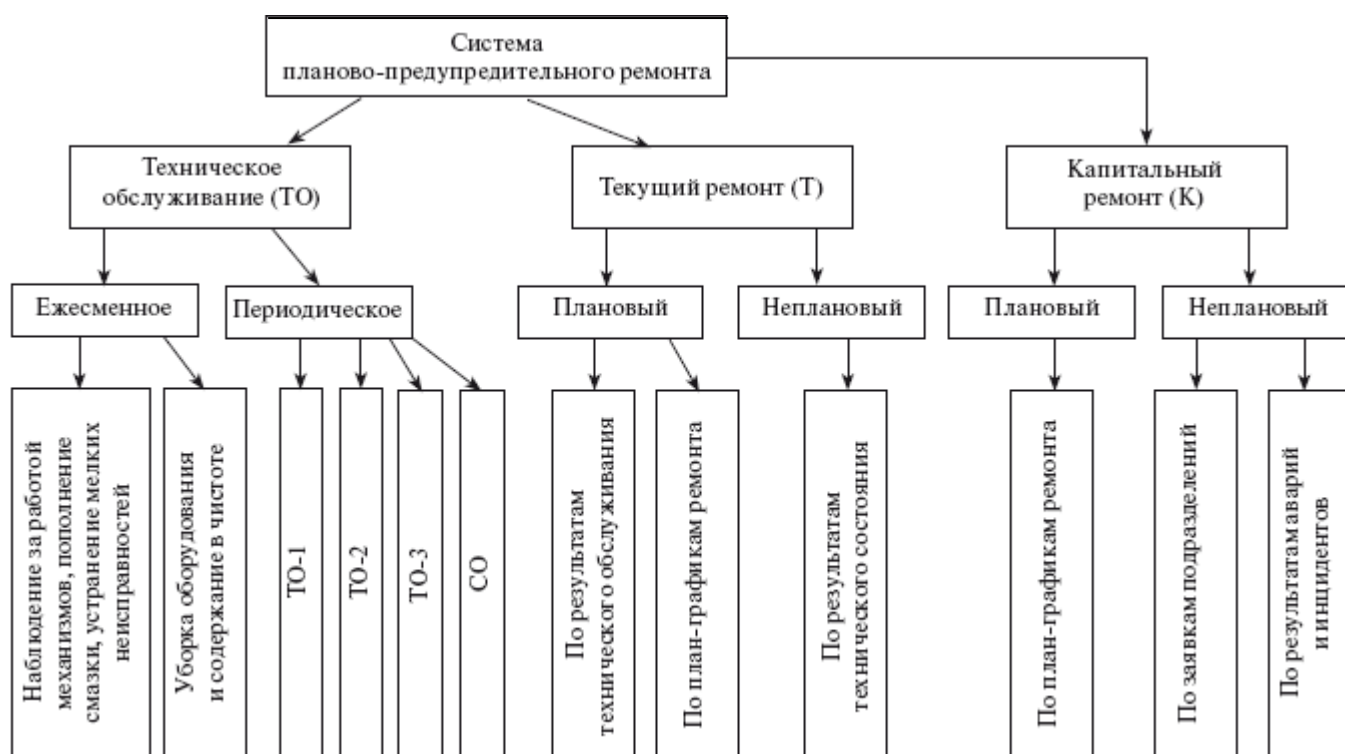 Система
планово-предупредительного ремонта
Техническое
обслуживание (ТО)
Текущий ремонт (Т)
Капитальный
ремонт (К)
Ежесменное
Периодическое
Плановый
Неплановый
Плановый
Неплановый
Наблюдение за работой
механизмов, пополнение
смазки, устранение мелких
неисправностей
Уборка оборудования
и содержание в чистоте
ТО-1
ТО-2
ТО-3
СО
По результатам
технического обслуживания
По план-графикам ремонта
По результатам
технического состояния
По план-графикам ремонта
По заявкам подразделений
По результатам аварий
и инцидентов